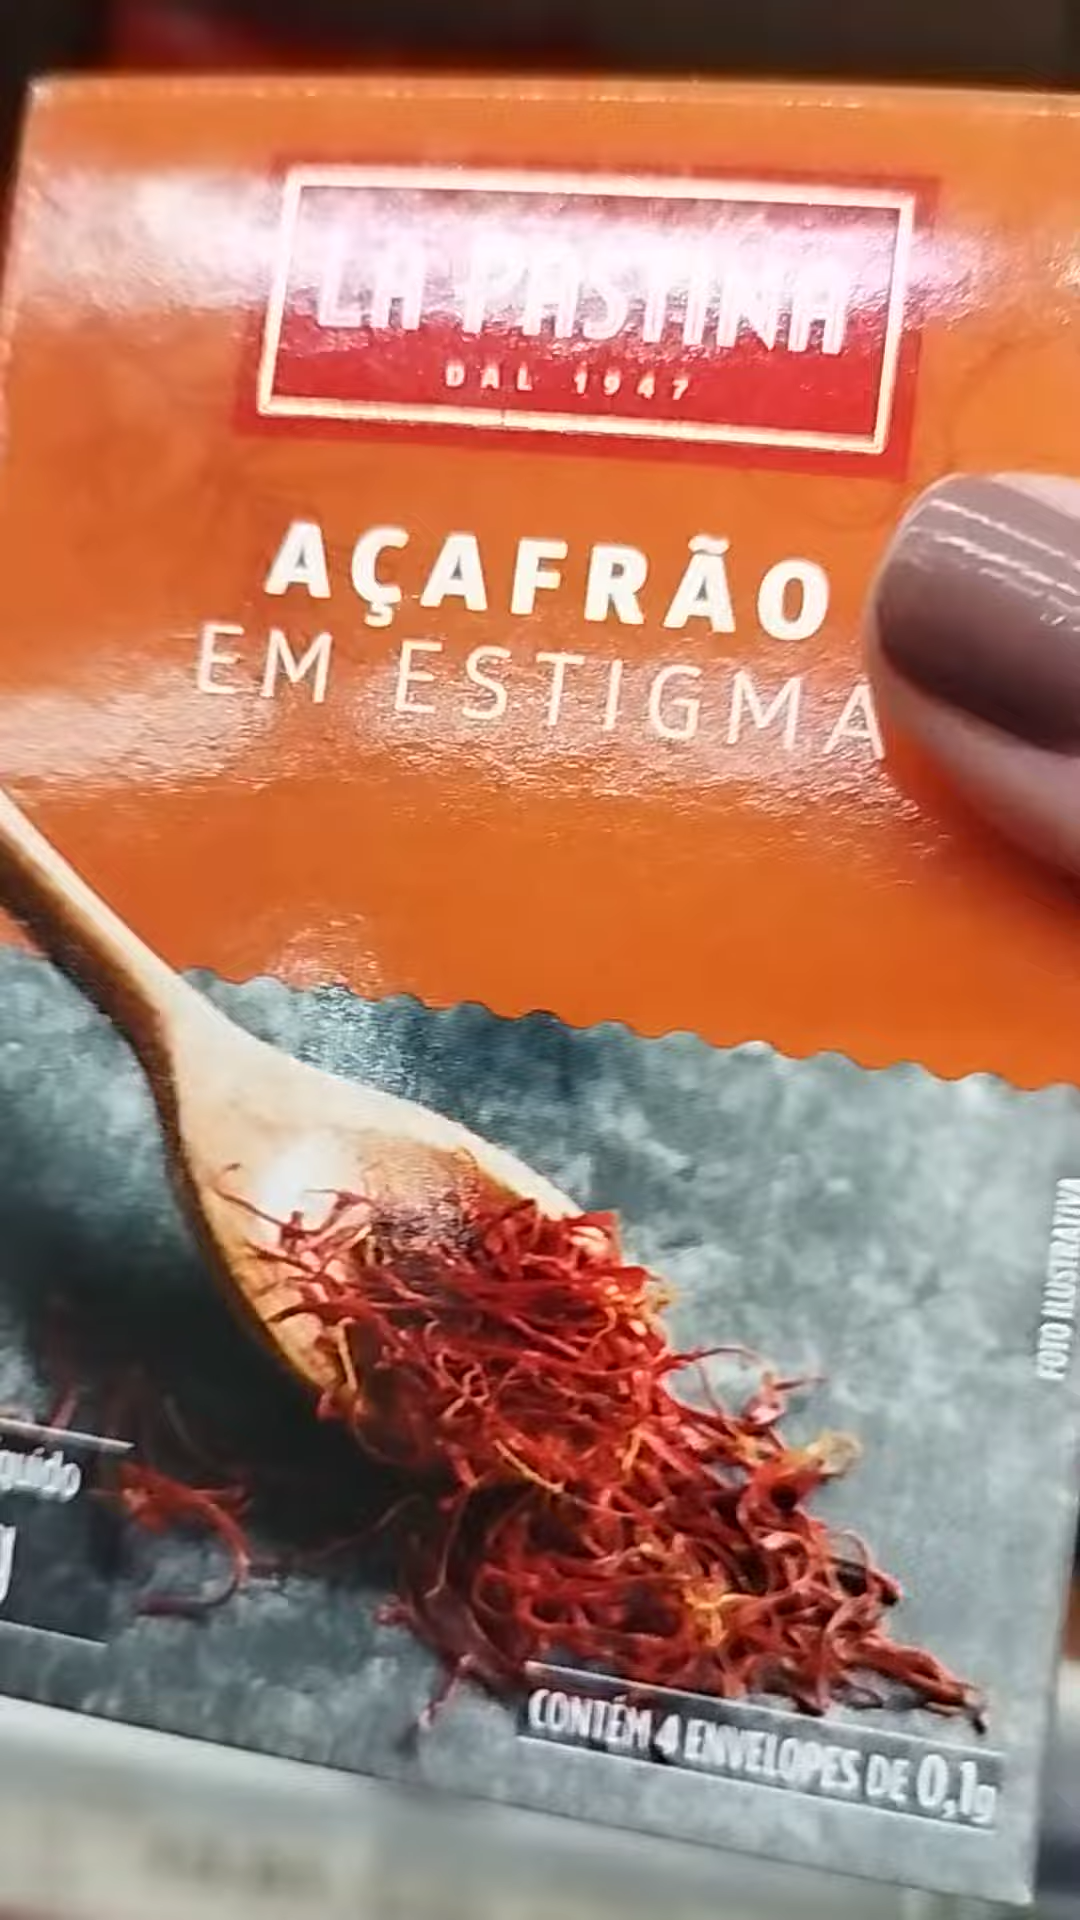 LA PASTINA
DAL 1947
AÇAFRÃO
EM ESTIGMA
FOTO ILUSTRATIVA
g
CONTÉM 4 ENVELOPES DE 0,1g